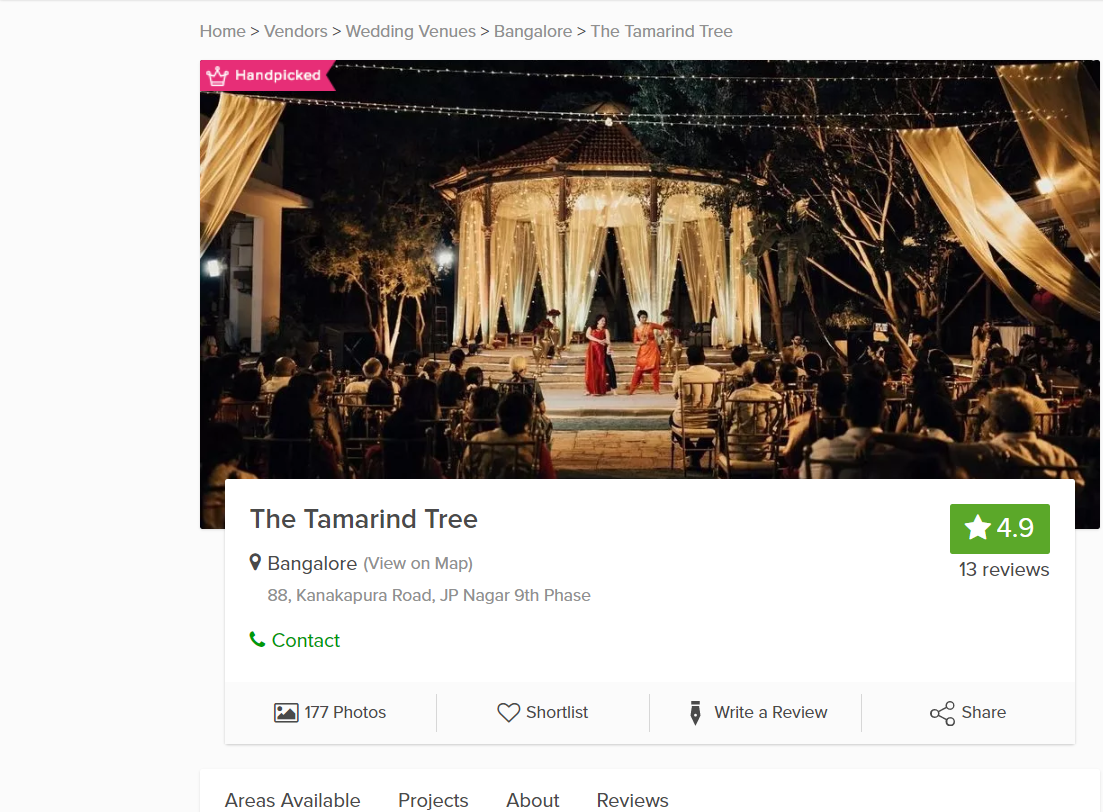 Home > Vendors > Wedding Venues > Bangalore > The Tamarind Tree
Handpicked
The Tamarind Tree
4.9
13 reviews
Bangalore (View on Map)
88, Kanakapura Road, JP Nagar 9th Phase
Contact
177 Photos
Shortlist
Write a Review
Share
Areas Available Projects About Reviews